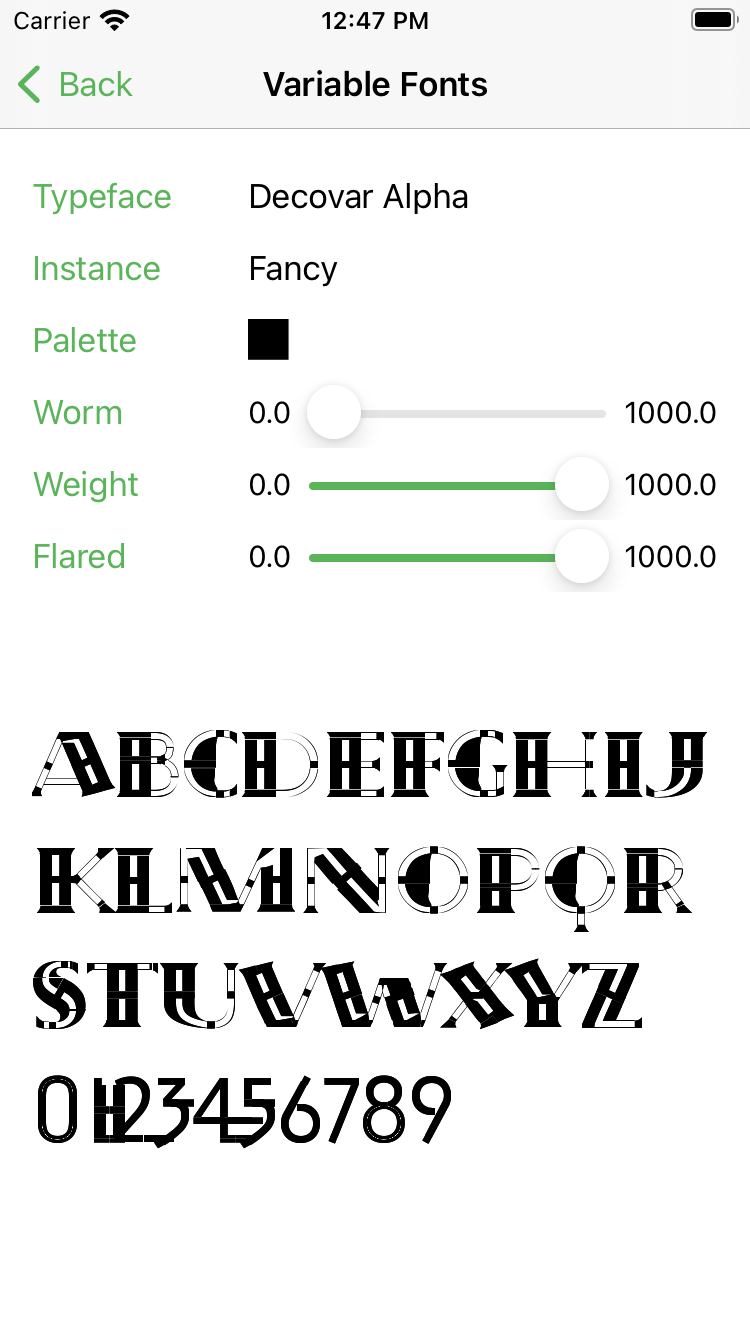 Carrier 12:47 PM
Back Variable Fonts
Typeface Decovar Alpha
Instance Fancy
Palette
Worm 0.0 1000.0
Weight 0.0 1000.0
Flared 0.0 1000.0
ABCDEFGHIJ
KLMNOPQR
STUVWXYZ
0123456789